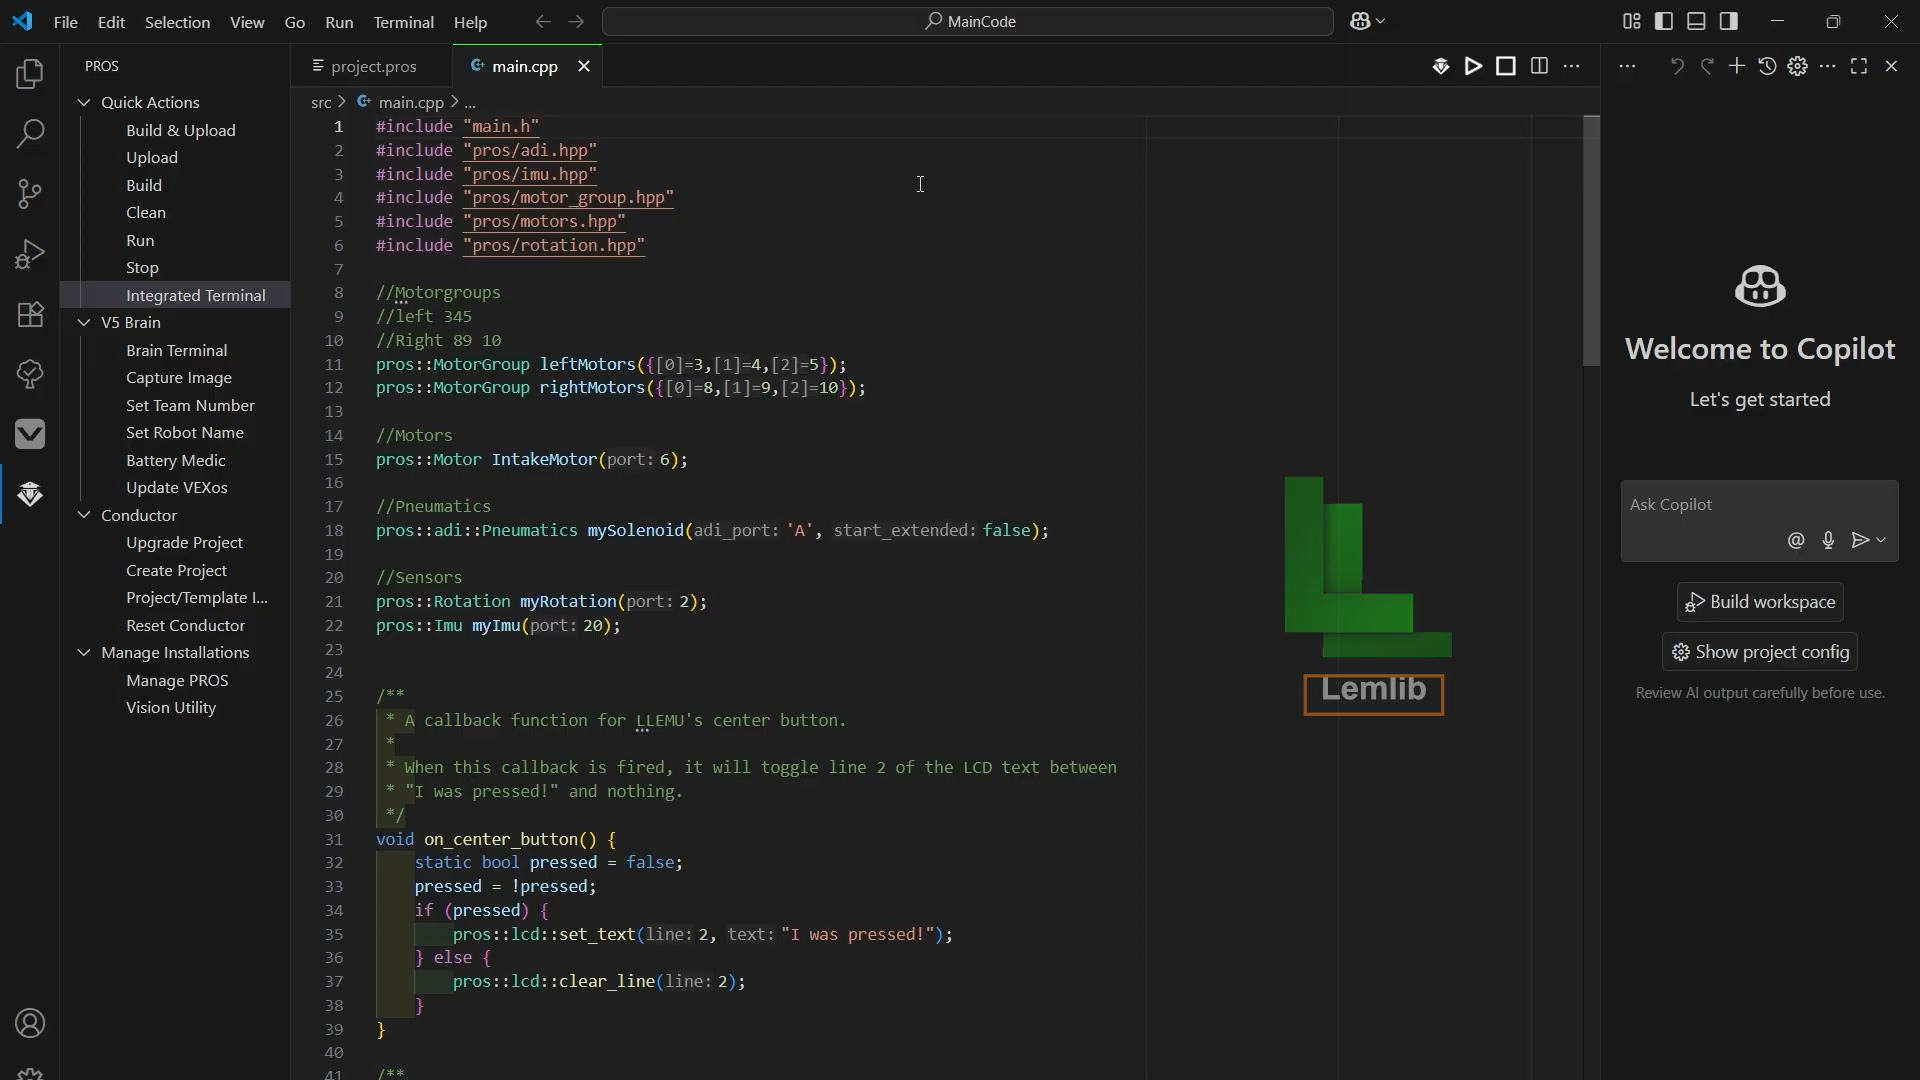 File Edit Selection View Go Run Terminal Help
MainCode
PROS
Quick Actions
Build & Upload
Upload
Build
Clean
Run
Stop
Integrated Terminal
V5 Brain
Brain Terminal
Capture Image
Set Team Number
Set Robot Name
Battery Medic
Update VEXos
Conductor
Upgrade Project
Create Project
Project/Template I...
Reset Conductor
Manage Installations
Manage PROS
Vision Utility
project.pros
main.cpp
src > main.cpp > ...
1 #include "main.h"
2 #include "pros/adi.hpp"
3 #include "pros/imu.hpp"
4 #include "pros/motor_group.hpp"
5 #include "pros/motors.hpp"
6 #include "pros/rotation.hpp"
7
8 //Motorgroups
9 //left 345
10 //Right 89 10
11 pros::MotorGroup leftMotors({[0]=3,[1]=4,[2]=5});
12 pros::MotorGroup rightMotors({[0]=8,[1]=9,[2]=10});
13
14 //Motors
15 pros::Motor IntakeMotor(port: 6);
16
17 //Pneumatics
18 pros::adi::Pneumatics mySolenoid(adi_port: 'A', start_extended: false);
19
20 //Sensors
21 pros::Rotation myRotation(port: 2);
22 pros::Imu myImu(port: 20);
23
24
25 /**
26 * A callback function for LLEMU's center button.
27 *
28 * When this callback is fired, it will toggle line 2 of the LCD text between
29 * "I was pressed!" and nothing.
30 */
31 void on_center_button() {
32 static bool pressed = false;
33 pressed = !pressed;
34 if (pressed) {
35 pros::lcd::set_text(line: 2, text: "I was pressed!");
36 } else {
37 pros::lcd::clear_line(line: 2);
38 }
39 }
40
41 /**
Lemlib
Welcome to Copilot
Let's get started
Ask Copilot
Build workspace
Show project config
Review AI output carefully before use.